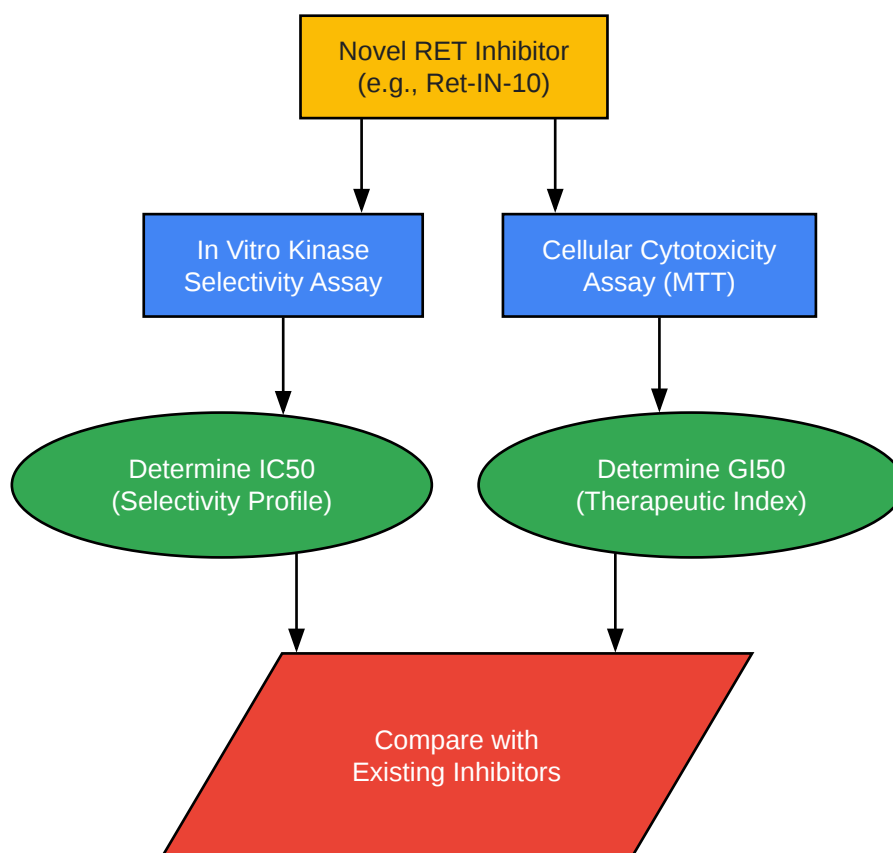 Novel RET Inhibitor
(e.g., Ret-IN-10)
In Vitro Kinase
Selectivity Assay
Cellular Cytotoxicity
Assay (MTT)
Determine IC50
(Selectivity Profile)
Determine GI50
(Therapeutic Index)
Compare with
Existing Inhibitors